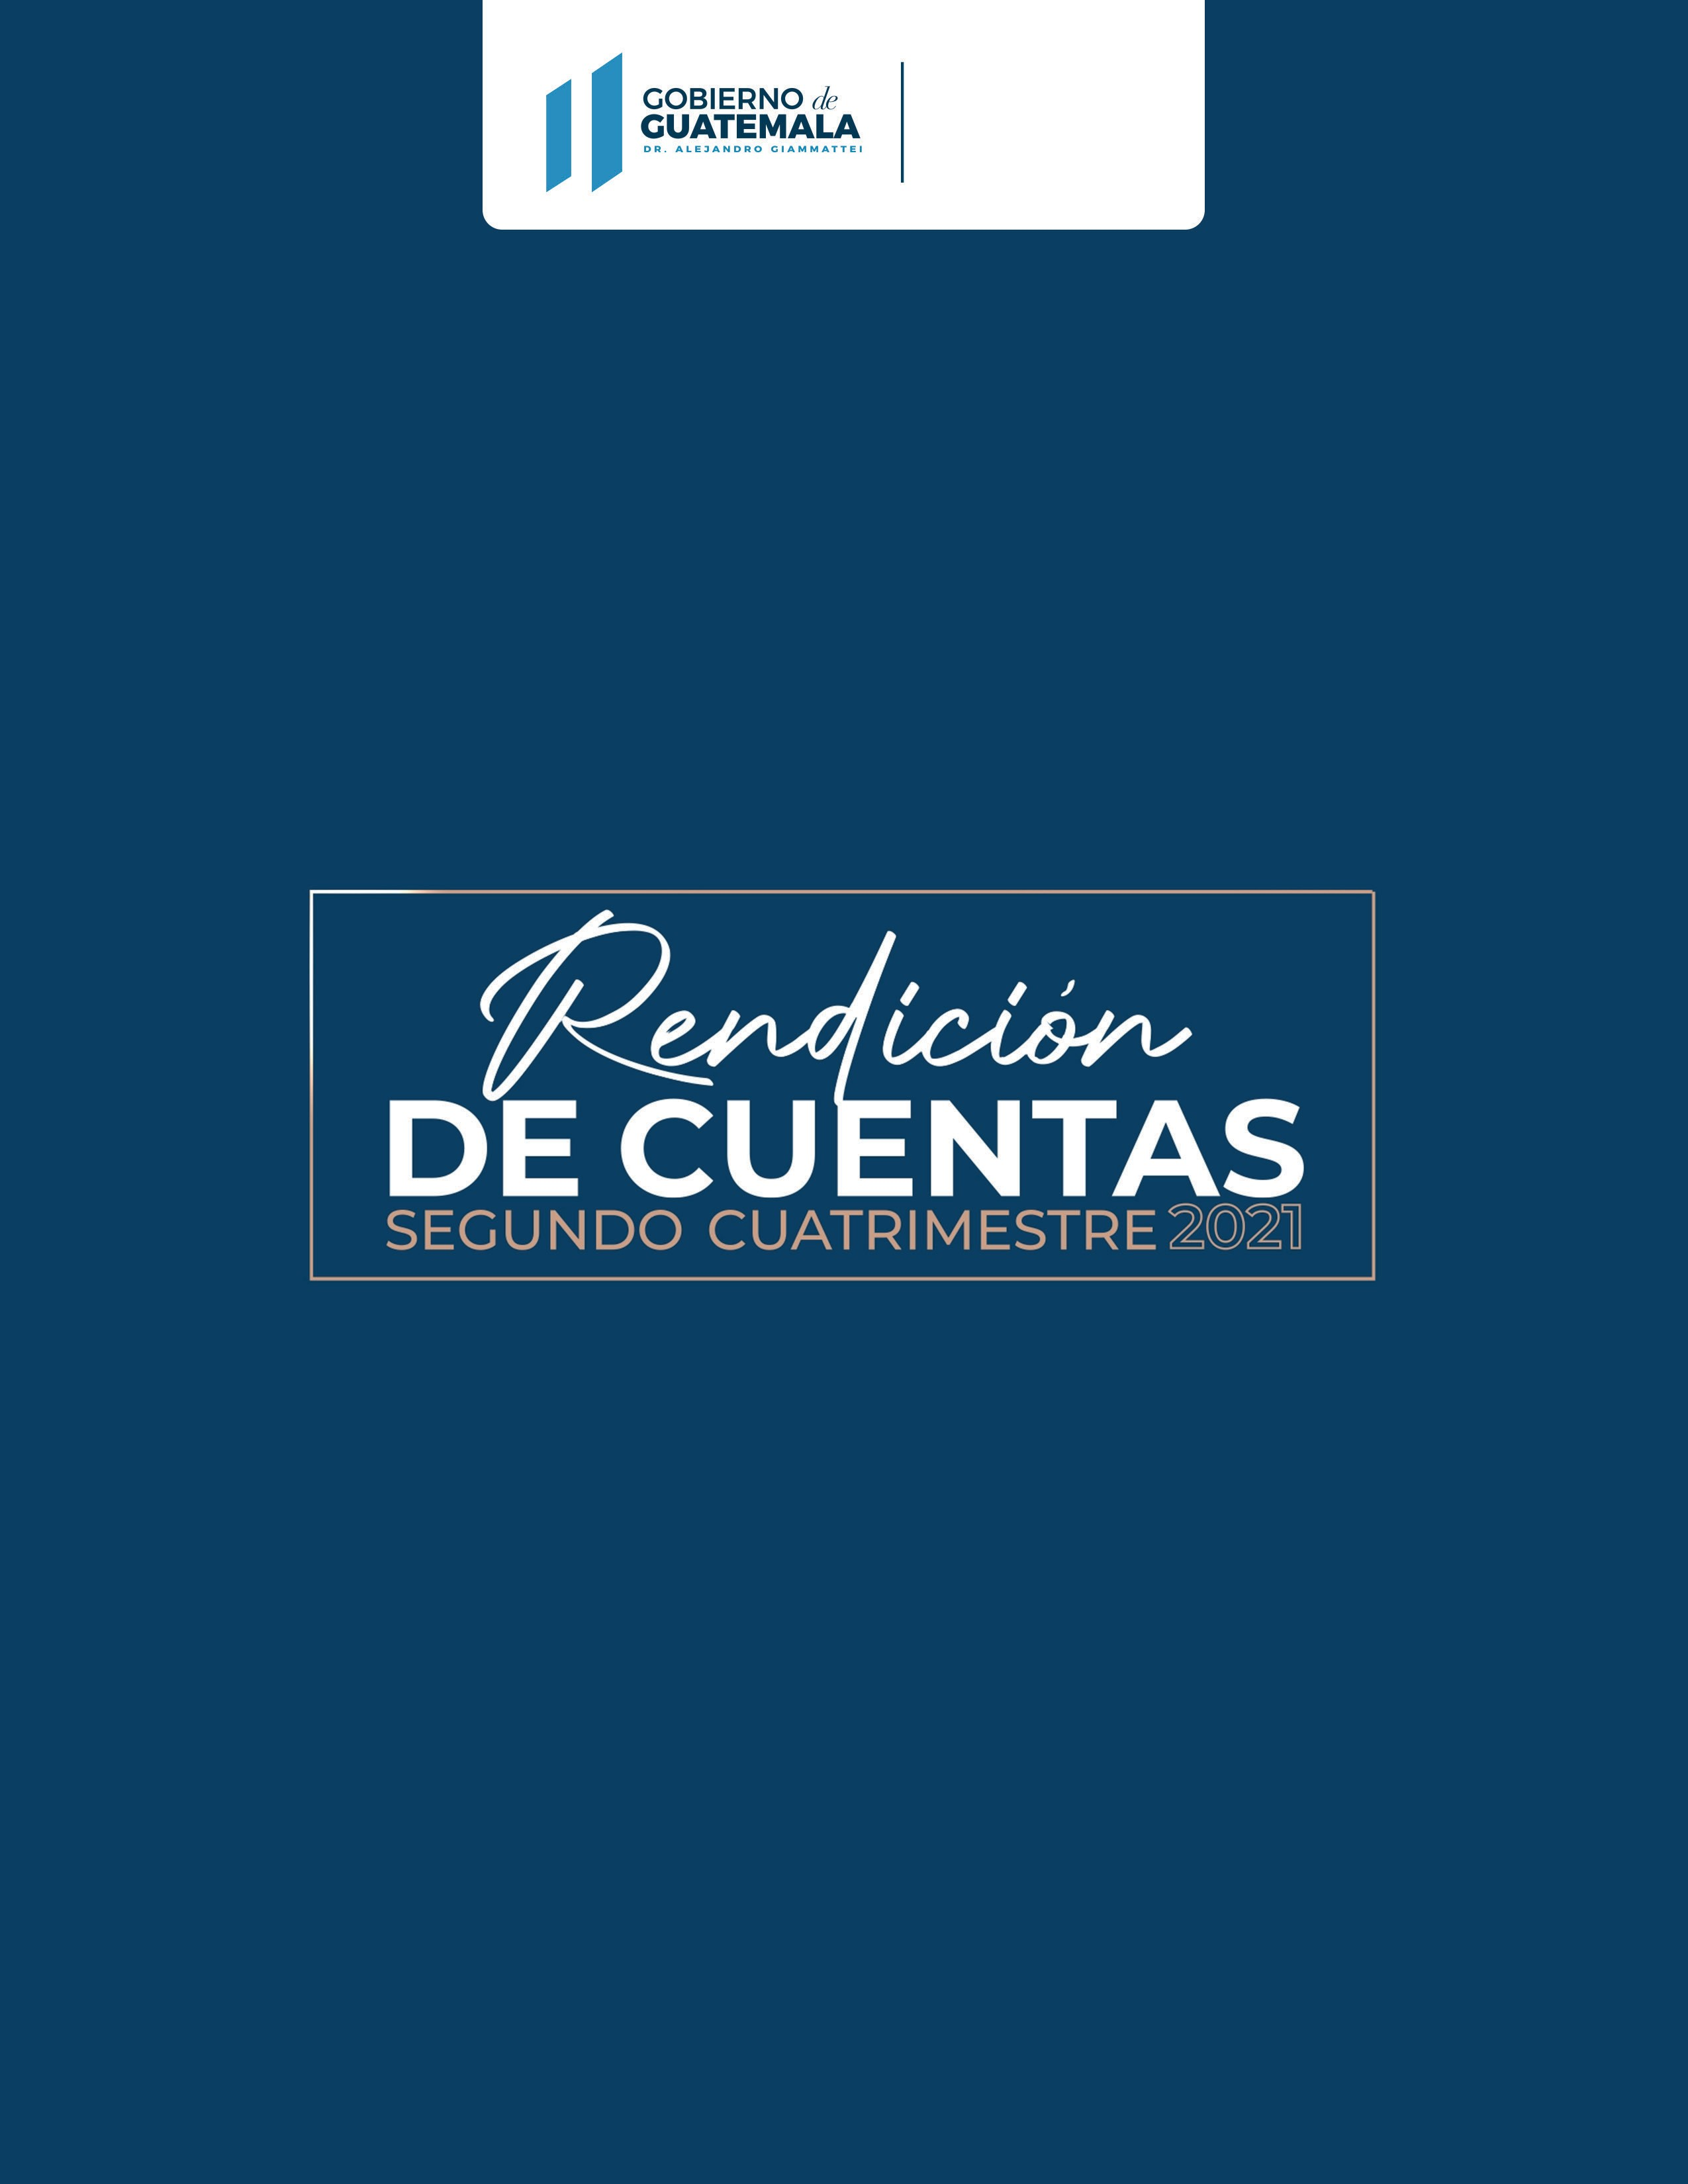 GOBIERNO de
GUATEMALA
DR. ALEJANDRO GIAMMATTEI
Rendición
DE CUENTAS
SEGUNDO CUATRIMESTRE 2021